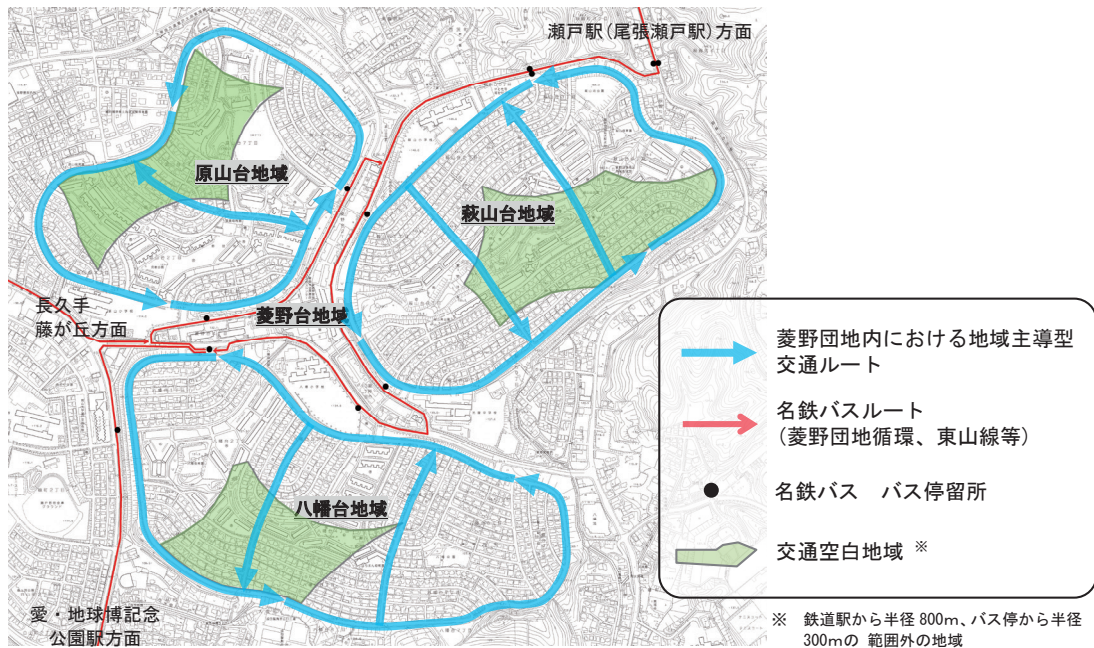 瀬戸駅(尾張瀬戸駅)方面
原山台地域
萩山台地域
長久手
藤が丘方面
菱野台地域
八幡台地域
愛・地球博記念
公園駅方面
菱野団地内における地域主導型
交通ルート
名鉄バスルート
(菱野団地循環、東山線等)
名鉄バス　バス停留所
交通空白地域 ※
※　鉄道駅から半径 800m、バス停から半径
300mの 範囲外の地域